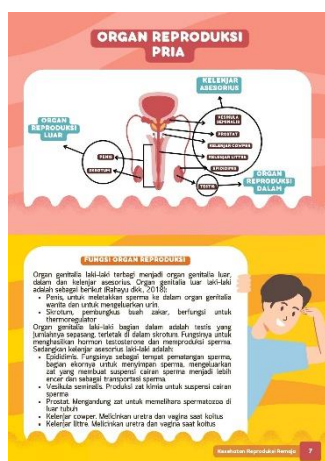 ORGAN REPRODUKSI
PRIA
KELENJAR
ASESORIUS
ORGAN
REPRODUKSI
LUAR
VESIKULA
SEMINALIS
PROSTAT
KELENJAR COWPER
KELENJAR LITTRE
EPIDIDIMIS
PENIS
SKROTUM
TESTIS
ORGAN
REPRODUKSI
DALAM
FUNGSI ORGAN REPRODUKSI
Organ genitalia laki-laki terbagi menjadi organ genitalia luar,
dalam dan kelenjar asesorius. Organ genitalia luar laki-laki
adalah sebagai berikut (Rahayu dkk, 2018):
• Penis, untuk meletakkan sperma ke dalam organ genitalia
wanita dan untuk mengeluarkan urin.
• Skrotum, pembungkus buah zakar, berfungsi untuk
thermoregulator
Organ genitalia laki-laki bagian dalam adalah testis yang
jumlahnya sepasang, terletak di dalam skrotum. Fungsinya untuk
menghasilkan hormon testosterone dan memproduksi sperma.
Sedangkan kelenjar asesorius laki-laki adalah:
• Epididimis. Fungsinya sebagai tempat pematangan sperma,
bagian ekornya untuk menyimpan sperma, mengeluarkan
zat yang membuat suspensi cairan sperma menjadi lebih
encer dan sebagai transportasi sperma.
• Vesikula seminalis. Produksi zat kimia untuk suspensi cairan
sperma
• Prostat. Mengandung zat untuk memelihara spermatozoa di
luar tubuh
• Kelenjar cowper. Melicinkan uretra dan vagina saat koitus
• Kelenjar littre. Melicinkan uretra dan vagina saat koitus
Kesehatan Reproduksi Remaja
7